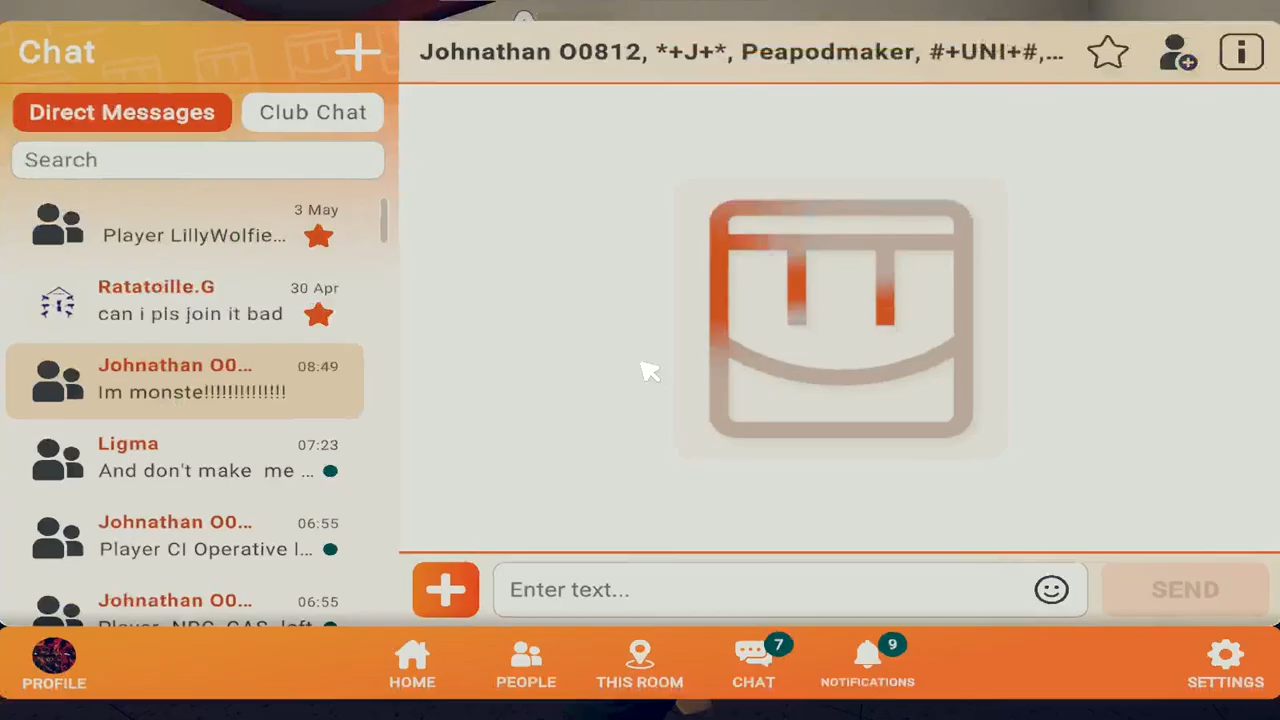 Chat
Johnathan O0812, *+J+*, Peapodmaker, #+UNI+#,...
Direct Messages
Club Chat
Search
3 May
Player LillyWolfie...
Ratatoille.G
30 Apr
can i pls join it bad
Johnathan O0...
08:49
Im monste!!!!!!!!!!!!!!
Ligma
07:23
And don't make me ...
Johnathan O0...
06:55
Player CI Operative l...
Johnathan O0...
06:55
Enter text...
SEND
PROFILE
HOME
PEOPLE
THIS ROOM
CHAT
7
NOTIFICATIONS
9
SETTINGS